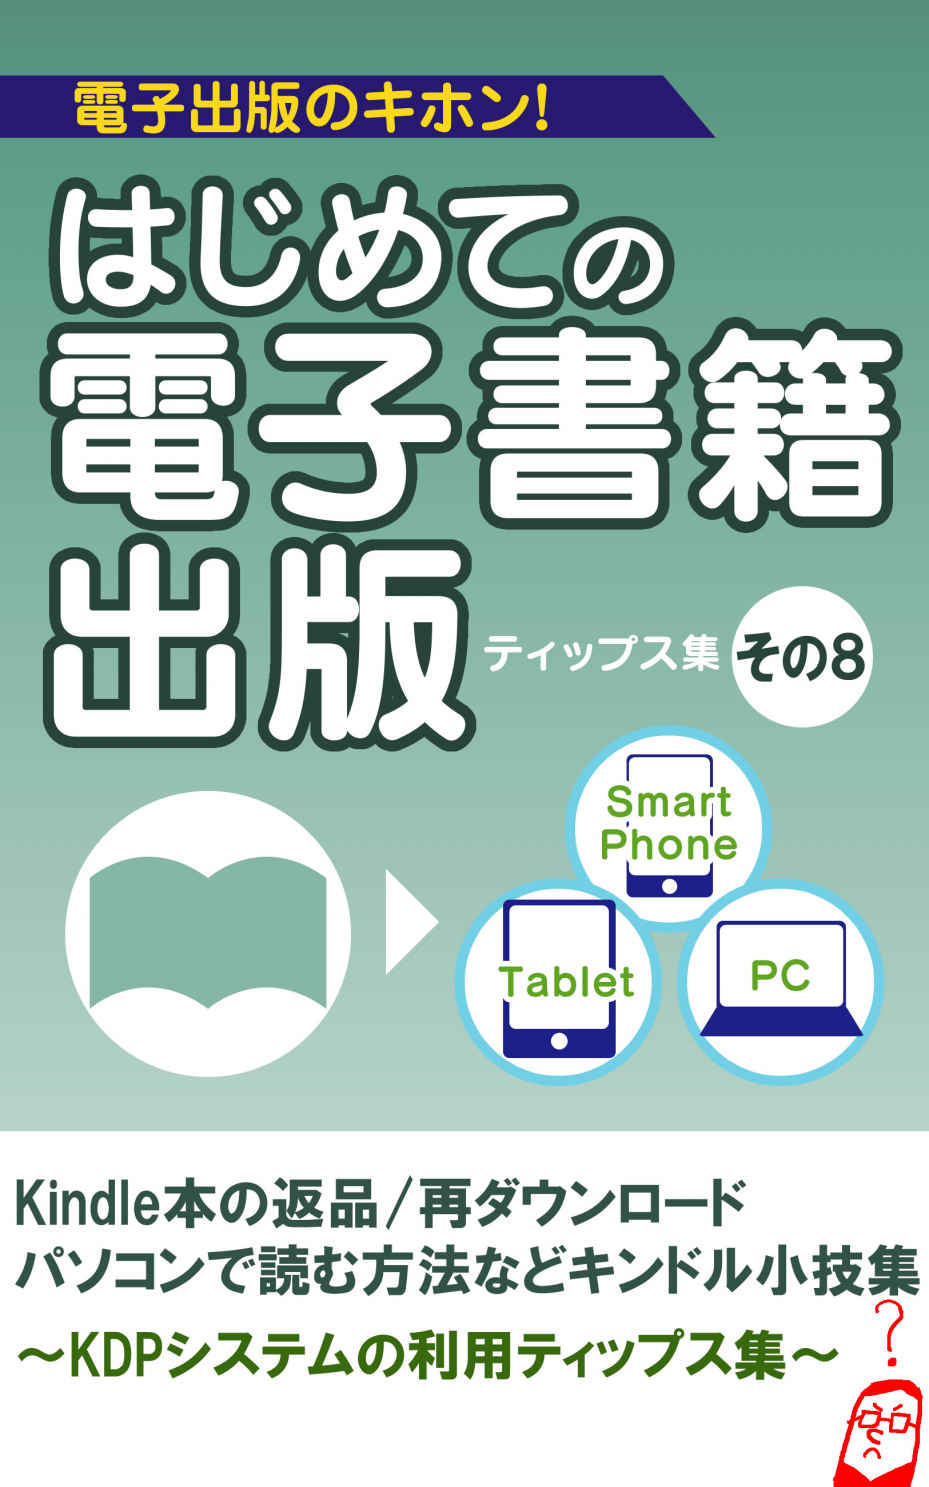 電子出版のキホン!
はじめての
電子書籍
出版
ティップス集 その8
Smart
Phone
Tablet
PC
Kindle本の返品/再ダウンロード
パソコンで読む方法などキンドル小技集
～KDPシステムの利用ティップス集～
?